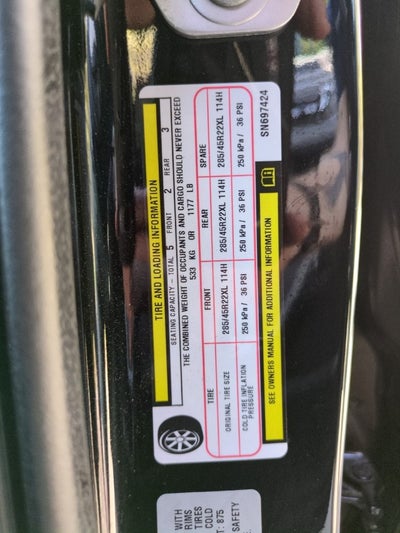 TIRE AND LOADING INFORMATION
SEATING CAPACITY – TOTAL 5 FRONT 2 REAR 3
THE COMBINED WEIGHT OF OCCUPANTS AND CARGO SHOULD NEVER EXCEED
533 KG OR 1177 LB
TIRE FRONT REAR SPARE
ORIGINAL TIRE SIZE 285/45R22XL 114H 285/45R22XL 114H 285/45R22XL 114H
COLD TIRE INFLATION PRESSURE 250 kPa / 36 PSI 250 kPa / 36 PSI 250 kPa / 36 PSI
SEE OWNERS MANUAL FOR ADDITIONAL INFORMATION
SN697424
WITH
RIMS
TIRES
COLD
T: 875
SAFETY